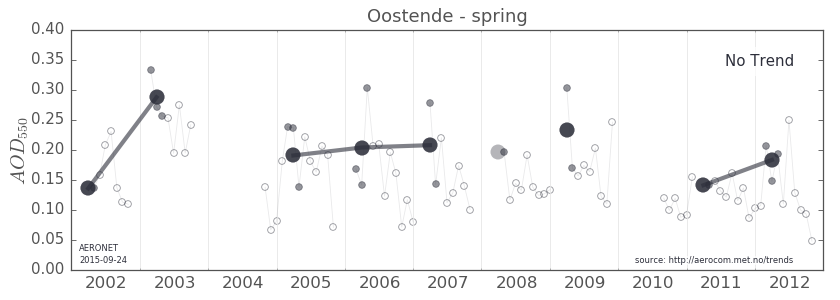 Oostende - spring
0.40
0.35
0.30
0.25
0.20
0.15
0.10
0.05
0.00
AOD550
No Trend
AERONET
2015-09-24
source: http://aerocom.met.no/trends
2002 2003 2004 2005 2006 2007 2008 2009 2010 2011 2012